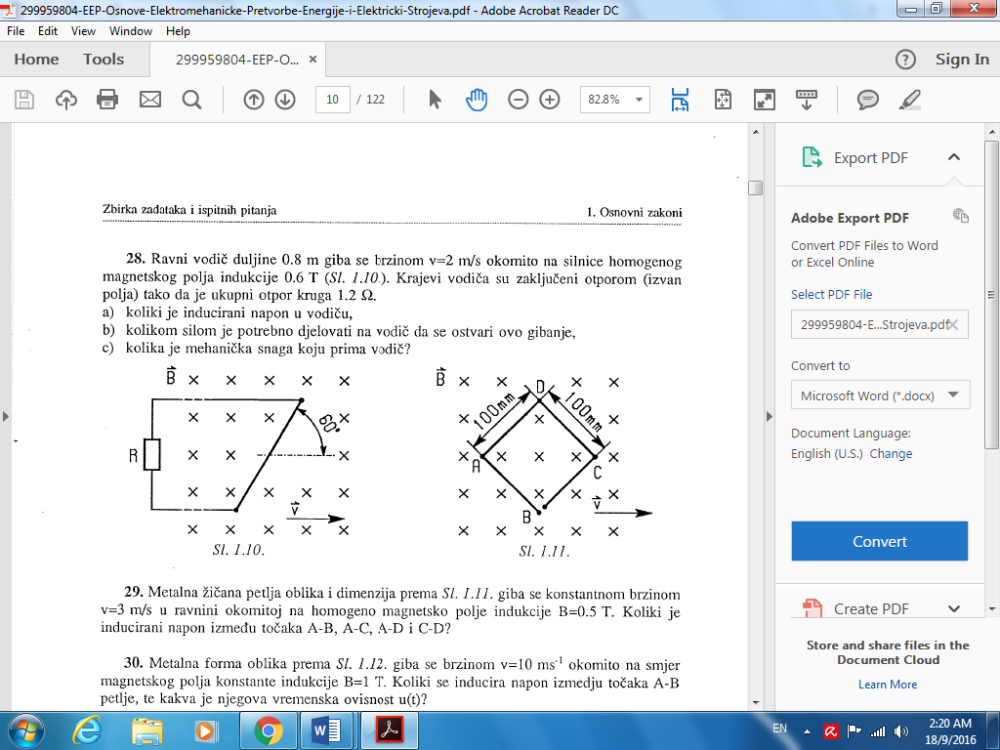 299959804-EEP-Osnove-Elektromehanicke-Pretvorbe-Energije-i-Elektricki-Strojeva.pdf - Adobe Acrobat Reader DC
File Edit View Window Help
Home Tools 299959804-EEP-O... × Sign In
10 / 122 82.8%
Zbirka zadataka i ispitnih pitanja 1. Osnovni zakoni
28. Ravni vodič duljine 0.8 m giba se brzinom v=2 m/s okomito na silnice homogenog
magnetskog polja indukcije 0.6 T (Sl. 1.10.). Krajevi vodiča su zaključeni otporom (izvan
polja) tako da je ukupni otpor kruga 1.2 Ω.
a) koliki je inducirani napon u vodiču,
b) kolikom silom je potrebno djelovati na vodič da se ostvari ovo gibanje,
c) kolika je mehanička snaga koju prima vodič?
B
60°
R
v
Sl. 1.10.
B
D
100mm
100mm
A
C
B
v
Sl. 1.11.
29. Metalna žičana petlja oblika i dimenzija prema Sl. 1.11. giba se konstantnom brzinom
v=3 m/s u ravnini okomitoj na homogeno magnetsko polje indukcije B=0.5 T. Koliki je
inducirani napon između točaka A-B, A-C, A-D i C-D?
30. Metalna forma oblika prema Sl. 1.12. giba se brzinom v=10 ms⁻¹ okomito na smjer
magnetskog polja konstante indukcije B=1 T. Koliki se inducira napon izmedju točaka A-B
petlje, te kakva je njegova vremenska ovisnost u(t)?
Export PDF
Adobe Export PDF
Convert PDF Files to Word
or Excel Online
Select PDF File
299959804-E...Strojeva.pdf
Convert to
Microsoft Word (*.docx)
Document Language:
English (U.S.) Change
Convert
Create PDF
Store and share files in the
Document Cloud
Learn More
EN
2:20 AM
18/9/2016